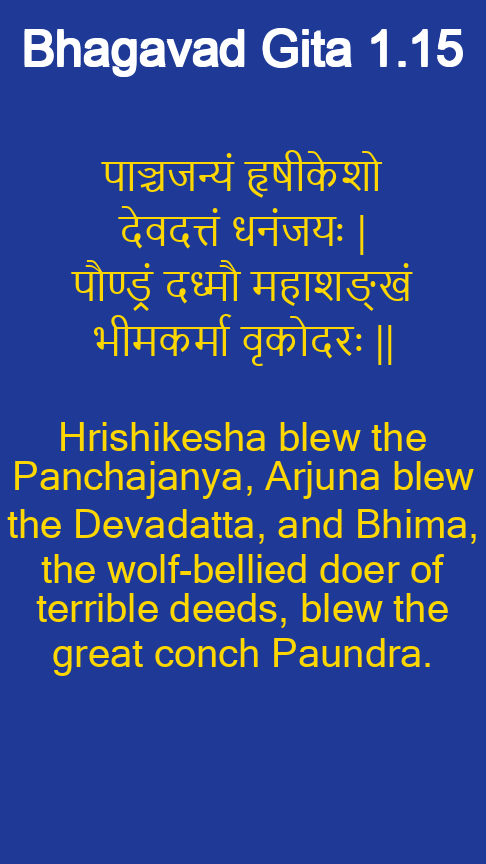 Bhagavad Gita 1.15
पाञ्चजन्यं हृषीकेशो
देवदत्तं धनंजयः |
पौण्ड्रं दध्मौ महाशङ्खं
भीमकर्मा वृकोदरः ||
Hrishikesha blew the
Panchajanya, Arjuna blew
the Devadatta, and Bhima,
the wolf-bellied doer of
terrible deeds, blew the
great conch Paundra.